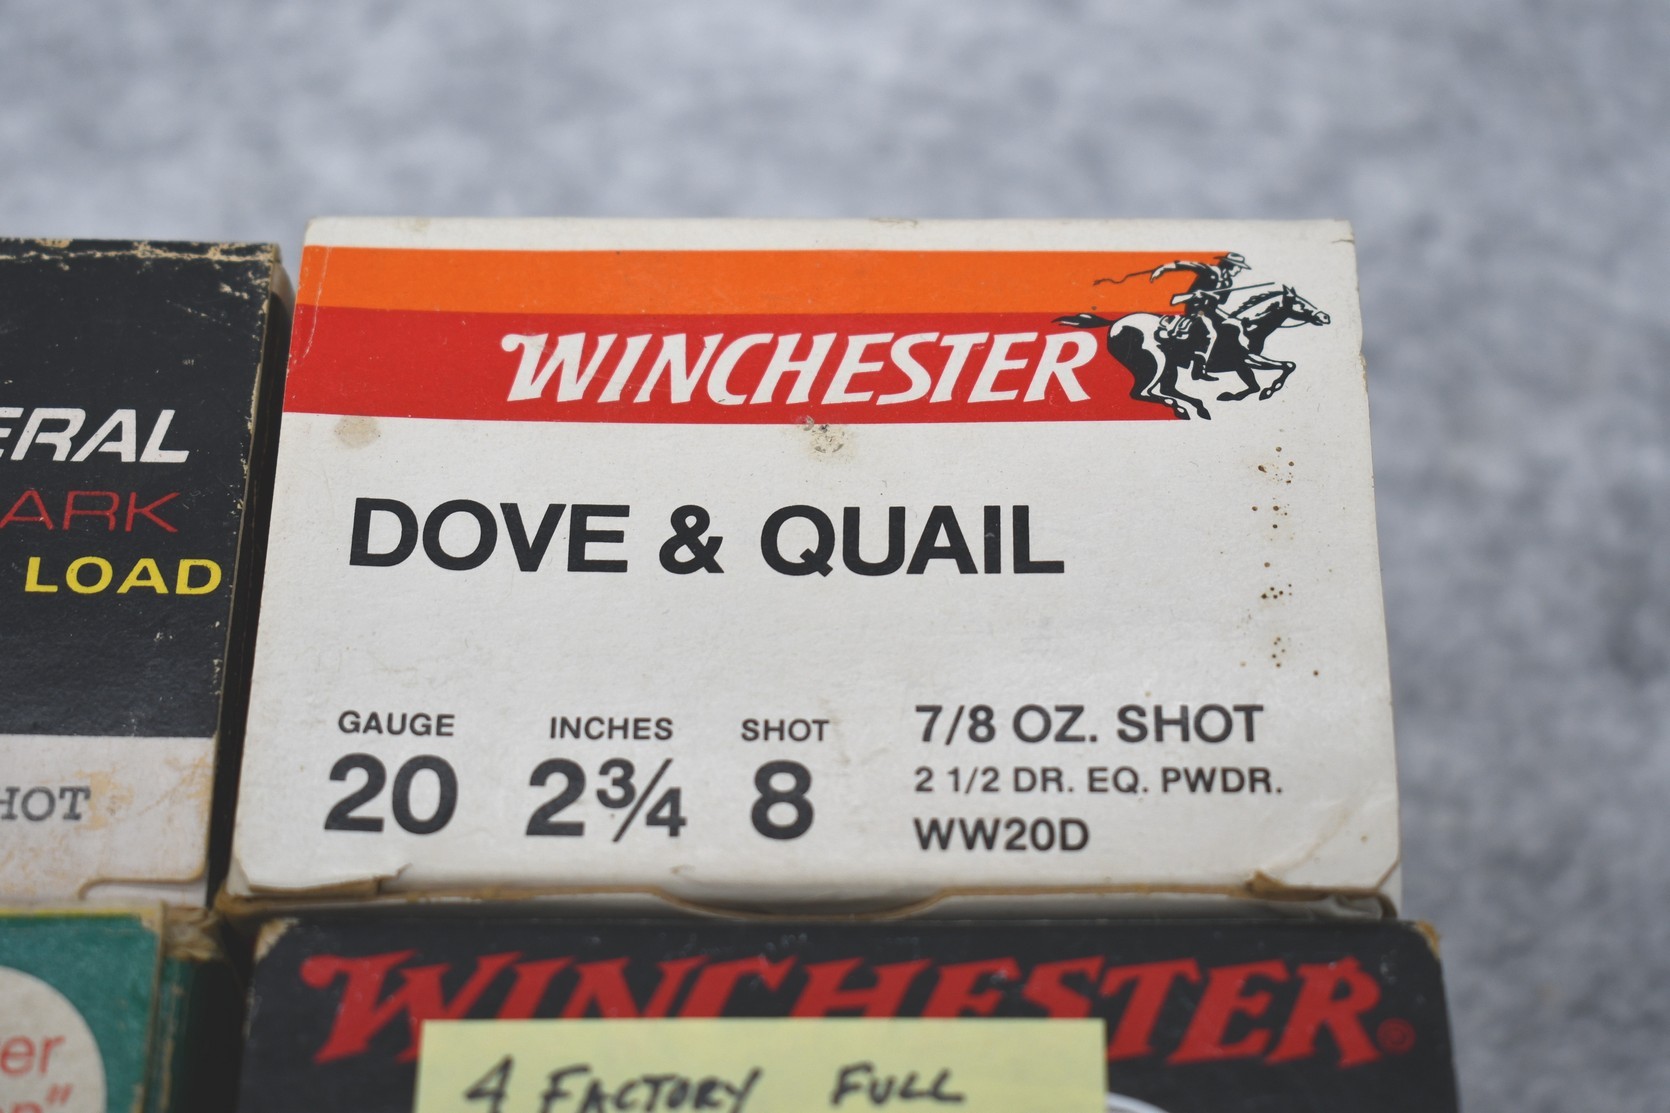 WINCHESTER
DOVE & QUAIL
GAUGE INCHES SHOT
20 2¾ 8
7/8 OZ. SHOT
2 1/2 DR. EQ. PWDR.
WW20D
ERAL
ARK
LOAD
HOT
er
WINCHESTER®
4 FACTORY FULL